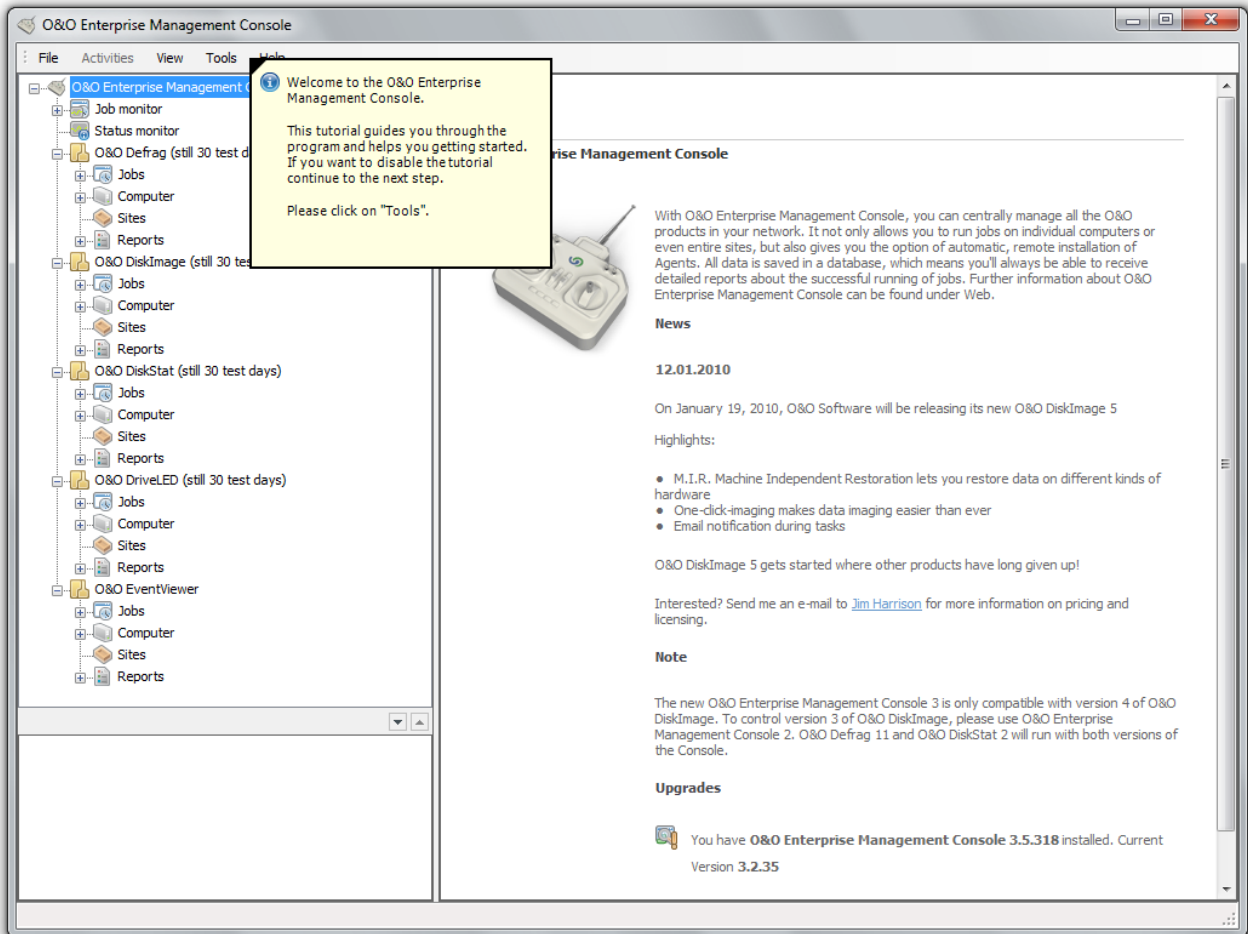 O&O Enterprise Management Console
File Activities View Tools Help
O&O Enterprise Management
Job monitor
Status monitor
O&O Defrag (still 30 test d
Jobs
Computer
Sites
Reports
O&O DiskImage (still 30 tes
Jobs
Computer
Sites
Reports
O&O DiskStat (still 30 test days)
Jobs
Computer
Sites
Reports
O&O DriveLED (still 30 test days)
Jobs
Computer
Sites
Reports
O&O EventViewer
Jobs
Computer
Sites
Reports
Welcome to the O&O Enterprise
Management Console.
This tutorial guides you through the
program and helps you getting started.
If you want to disable the tutorial
continue to the next step.
Please click on "Tools".
rise Management Console
With O&O Enterprise Management Console, you can centrally manage all the O&O
products in your network. It not only allows you to run jobs on individual computers or
even entire sites, but also gives you the option of automatic, remote installation of
Agents. All data is saved in a database, which means you'll always be able to receive
detailed reports about the successful running of jobs. Further information about O&O
Enterprise Management Console can be found under Web.
News
12.01.2010
On January 19, 2010, O&O Software will be releasing its new O&O DiskImage 5
Highlights:
● M.I.R. Machine Independent Restoration lets you restore data on different kinds of
hardware
● One-click-imaging makes data imaging easier than ever
● Email notification during tasks
O&O DiskImage 5 gets started where other products have long given up!
Interested? Send me an e-mail to Jim Harrison for more information on pricing and
licensing.
Note
The new O&O Enterprise Management Console 3 is only compatible with version 4 of O&O
DiskImage. To control version 3 of O&O DiskImage, please use O&O Enterprise
Management Console 2. O&O Defrag 11 and O&O DiskStat 2 will run with both versions of
the Console.
Upgrades
You have O&O Enterprise Management Console 3.5.318 installed. Current
Version 3.2.35